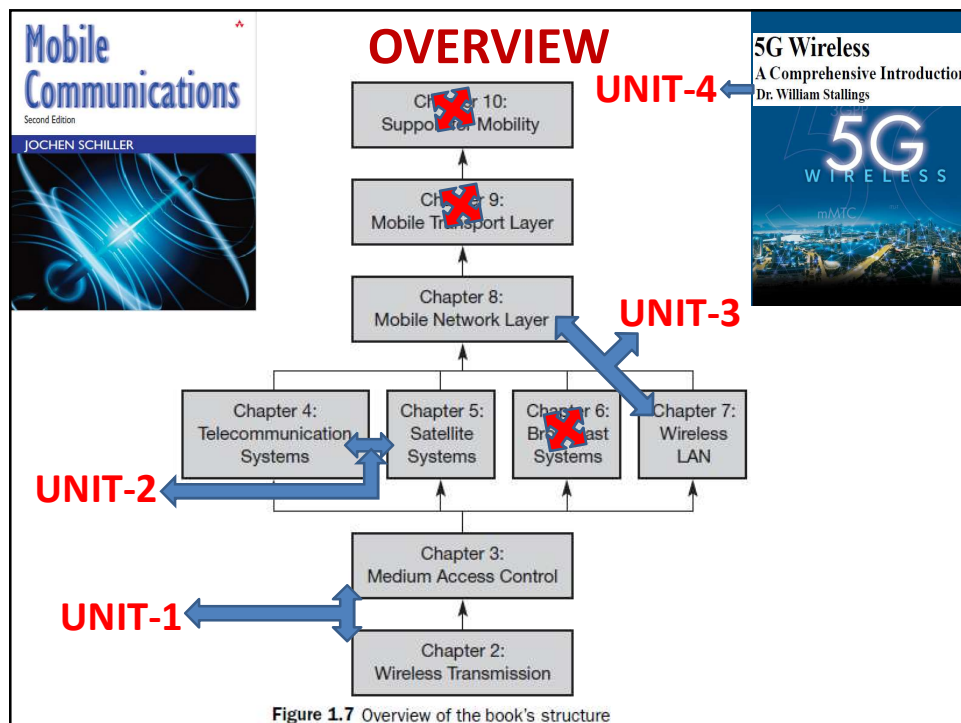 Mobile
Communications
Second Edition
JOCHEN SCHILLER
OVERVIEW
5G Wireless
A Comprehensive Introduction
Dr. William Stallings
5G
WIRELESS
mMTC
UNIT-4
Chapter 10:
Support for Mobility
Chapter 9:
Mobile Transport Layer
Chapter 8:
Mobile Network Layer
UNIT-3
Chapter 4:
Telecommunication
Systems
Chapter 5:
Satellite
Systems
Chapter 6:
Broadcast
Systems
Chapter 7:
Wireless
LAN
UNIT-2
Chapter 3:
Medium Access Control
UNIT-1
Chapter 2:
Wireless Transmission
Figure 1.7 Overview of the book's structure